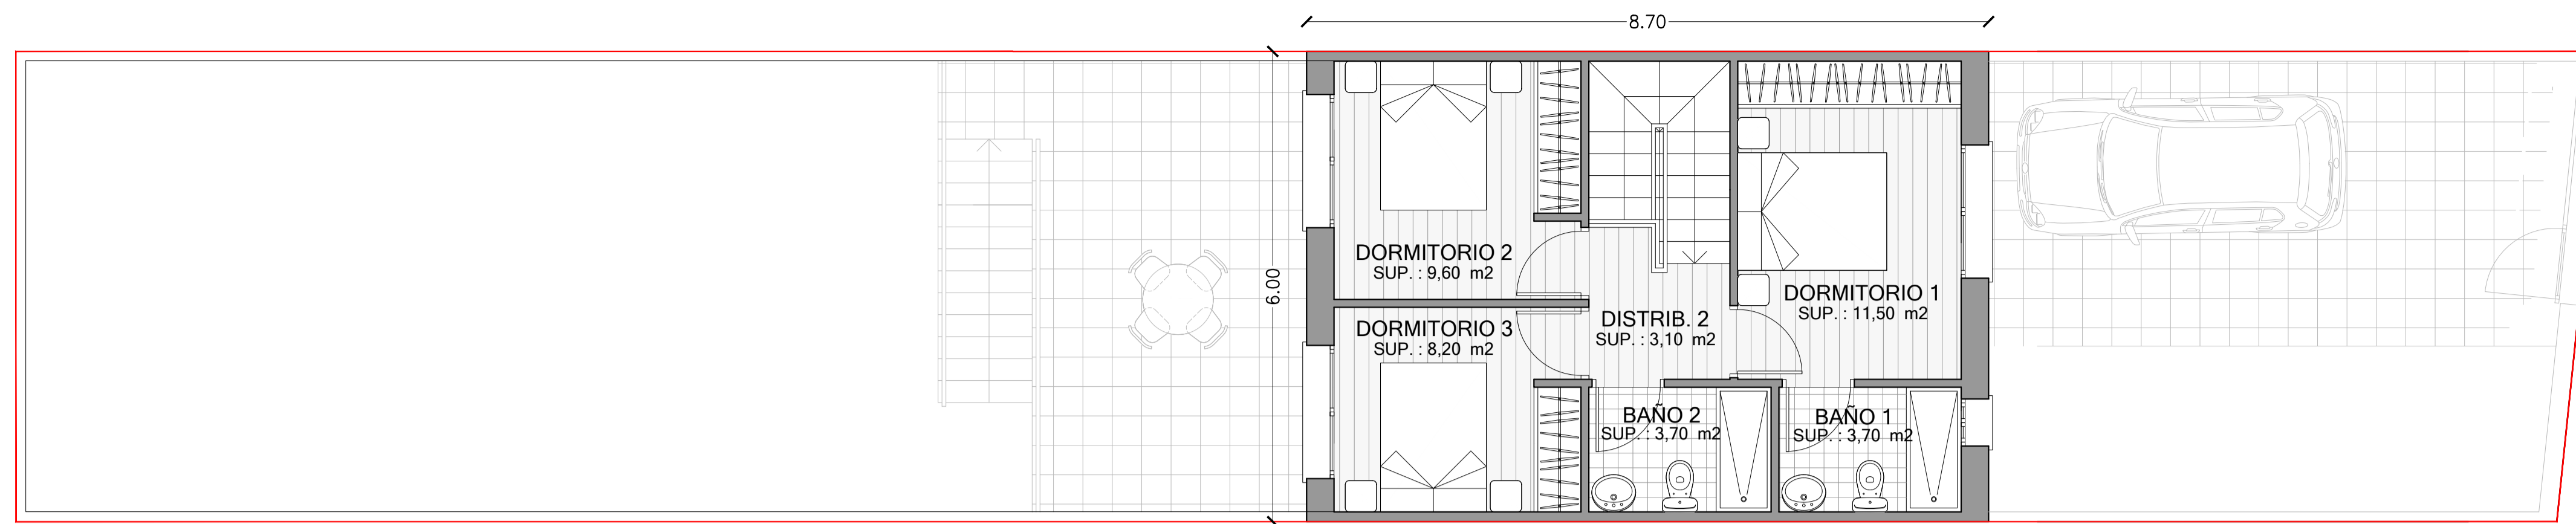 8.70
6.00
DORMITORIO 2
SUP. : 9,60 m2
DORMITORIO 1
SUP. : 11,50 m2
DORMITORIO 3
SUP. : 8,20 m2
DISTRIB. 2
SUP. : 3,10 m2
BAÑO 2
SUP. : 3,70 m2
BAÑO 1
SUP. : 3,70 m2